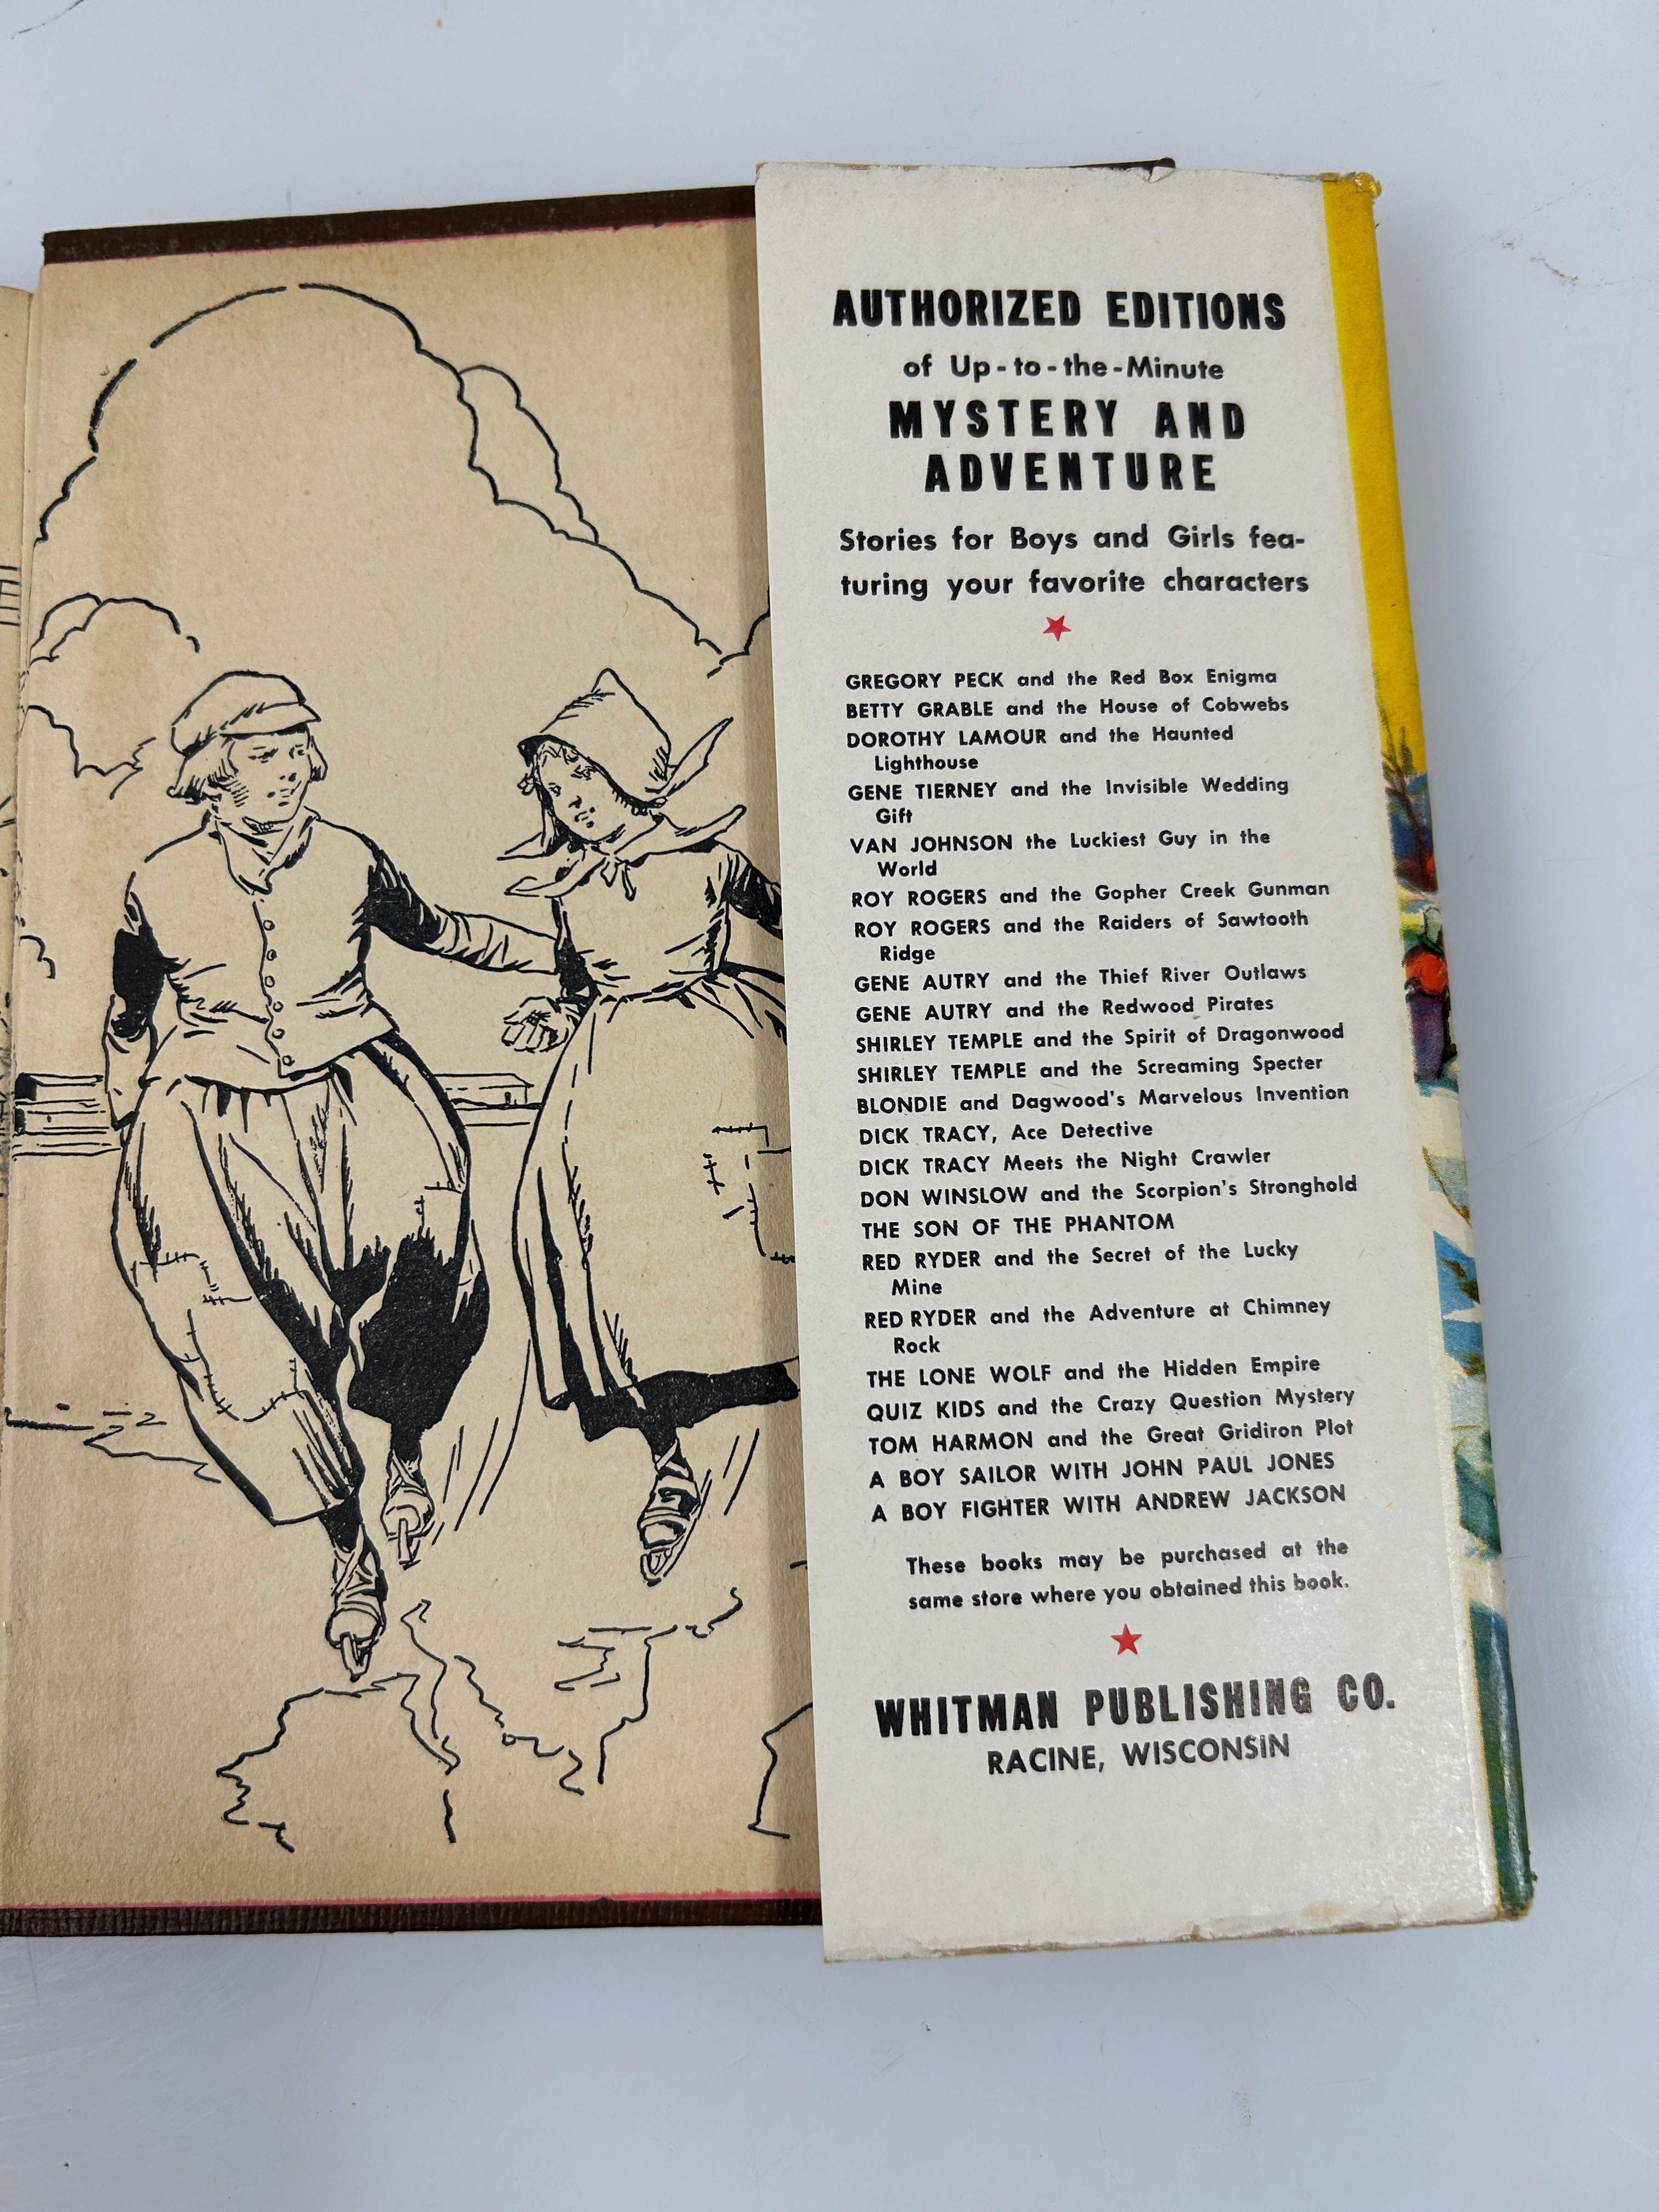 AUTHORIZED EDITIONS
of Up-to-the-Minute
MYSTERY AND
ADVENTURE
Stories for Boys and Girls fea-
turing your favorite characters
GREGORY PECK and the Red Box Enigma
BETTY GRABLE and the House of Cobwebs
DOROTHY LAMOUR and the Haunted
Lighthouse
GENE TIERNEY and the Invisible Wedding
Gift
VAN JOHNSON the Luckiest Guy in the
World
ROY ROGERS and the Gopher Creek Gunman
ROY ROGERS and the Raiders of Sawtooth
Ridge
GENE AUTRY and the Thief River Outlaws
GENE AUTRY and the Redwood Pirates
SHIRLEY TEMPLE and the Spirit of Dragonwood
SHIRLEY TEMPLE and the Screaming Specter
BLONDIE and Dagwood's Marvelous Invention
DICK TRACY, Ace Detective
DICK TRACY Meets the Night Crawler
DON WINSLOW and the Scorpion's Stronghold
THE SON OF THE PHANTOM
RED RYDER and the Secret of the Lucky
Mine
RED RYDER and the Adventure at Chimney
Rock
THE LONE WOLF and the Hidden Empire
QUIZ KIDS and the Crazy Question Mystery
TOM HARMON and the Great Gridiron Plot
A BOY SAILOR WITH JOHN PAUL JONES
A BOY FIGHTER WITH ANDREW JACKSON
These books may be purchased at the
same store where you obtained this book.
WHITMAN PUBLISHING CO.
RACINE, WISCONSIN